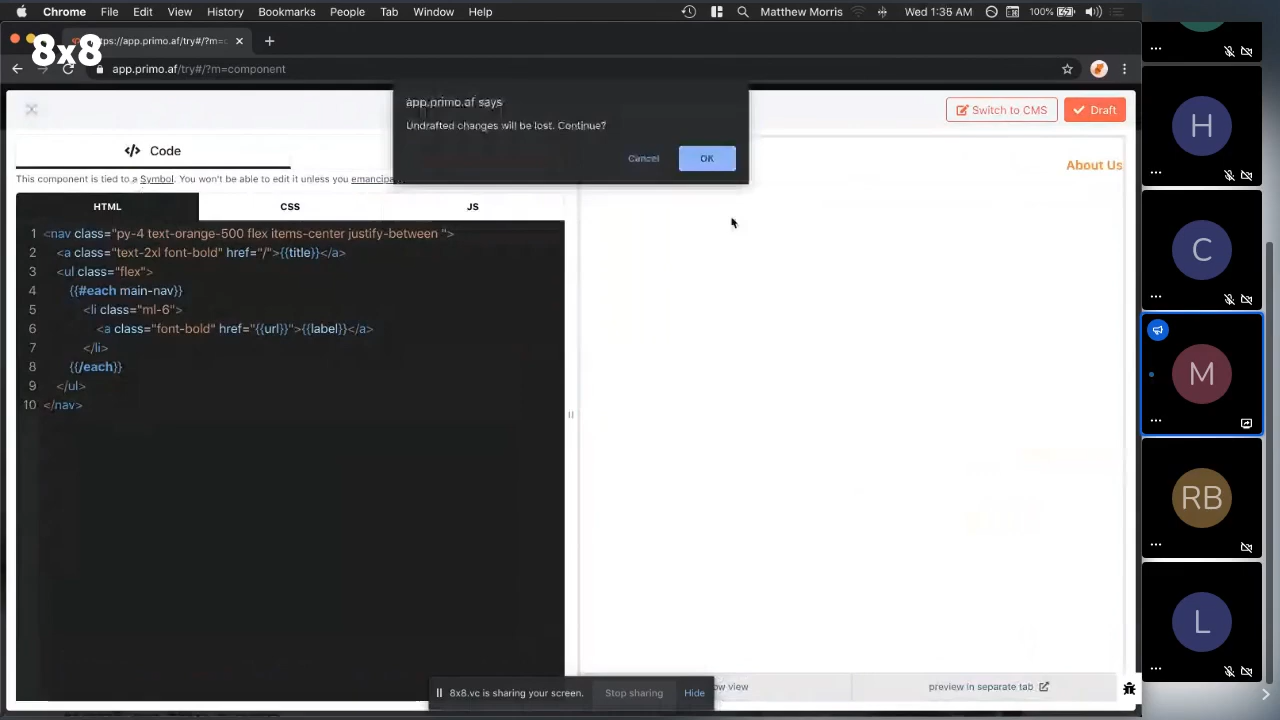 Chrome File Edit View History Bookmarks People Tab Window Help Matthew Morris Wed 1:35 AM 100%
8x8
https://app.primo.af/try#/?m=c
app.primo.af/try#/?m=component
app.primo.af says
Undrafted changes will be lost. Continue?
Cancel OK
Switch to CMS Draft
Code
This component is tied to a Symbol. You won't be able to edit it unless you
About Us
HTML CSS JS
1 <nav class="py-4 text-orange-500 flex items-center justify-between ">
2 <a class="text-2xl font-bold" href="/">{{title}}</a>
3 <ul class="flex">
4 {{#each main-nav}}
5 <li class="ml-6">
6 <a class="font-bold" href="{{url}}">{{label}}</a>
7 </li>
8 {{/each}}
9 </ul>
10 </nav>
8x8.vc is sharing your screen. Stop sharing Hide
view
preview in separate tab
H
C
M
RB
L